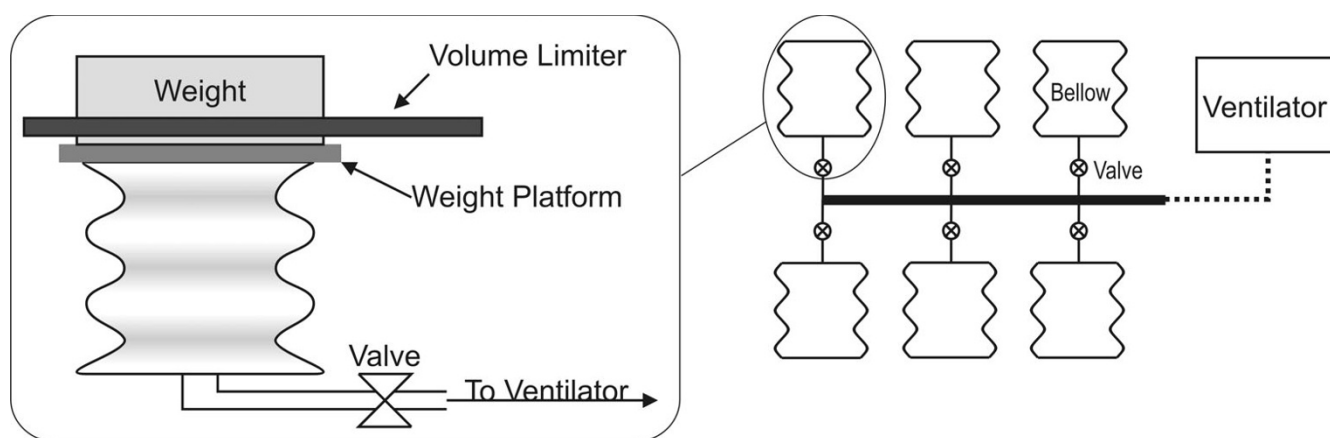 Volume Limiter
Weight
Weight Platform
Valve
To Ventilator
Bellow
Valve
Ventilator